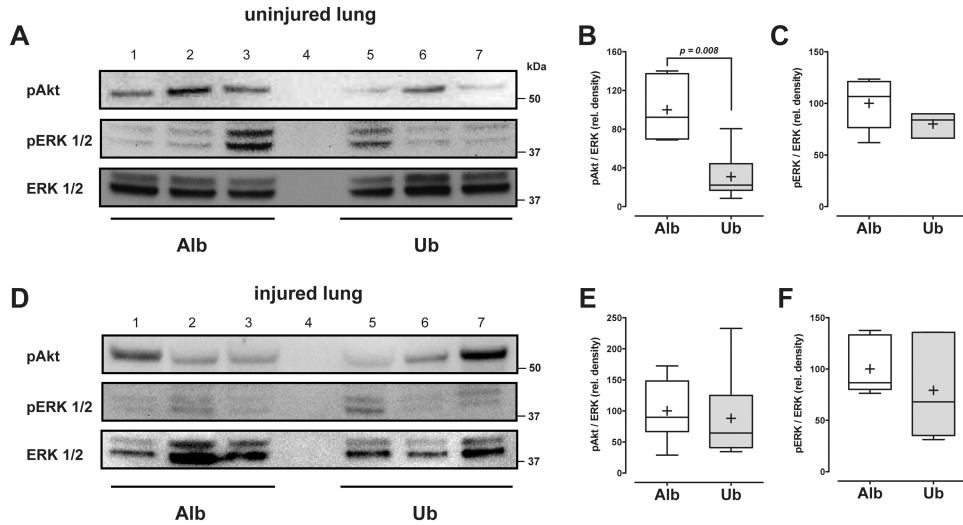 uninjured lung
A
1 2 3 4 5 6 7
kDa
pAkt
50
pERK 1/2
37
ERK 1/2
37
Alb Ub
B
p = 0.008
pAkt / ERK (rel. density)
160
120
80
40
0
Alb Ub
C
pERK / ERK (rel. density)
150
100
50
0
Alb Ub
injured lung
D
1 2 3 4 5 6 7
pAkt
50
pERK 1/2
37
ERK 1/2
37
Alb Ub
E
pAkt / ERK (rel. density)
250
200
150
100
50
0
Alb Ub
F
pERK / ERK (rel. density)
150
100
50
0
Alb Ub